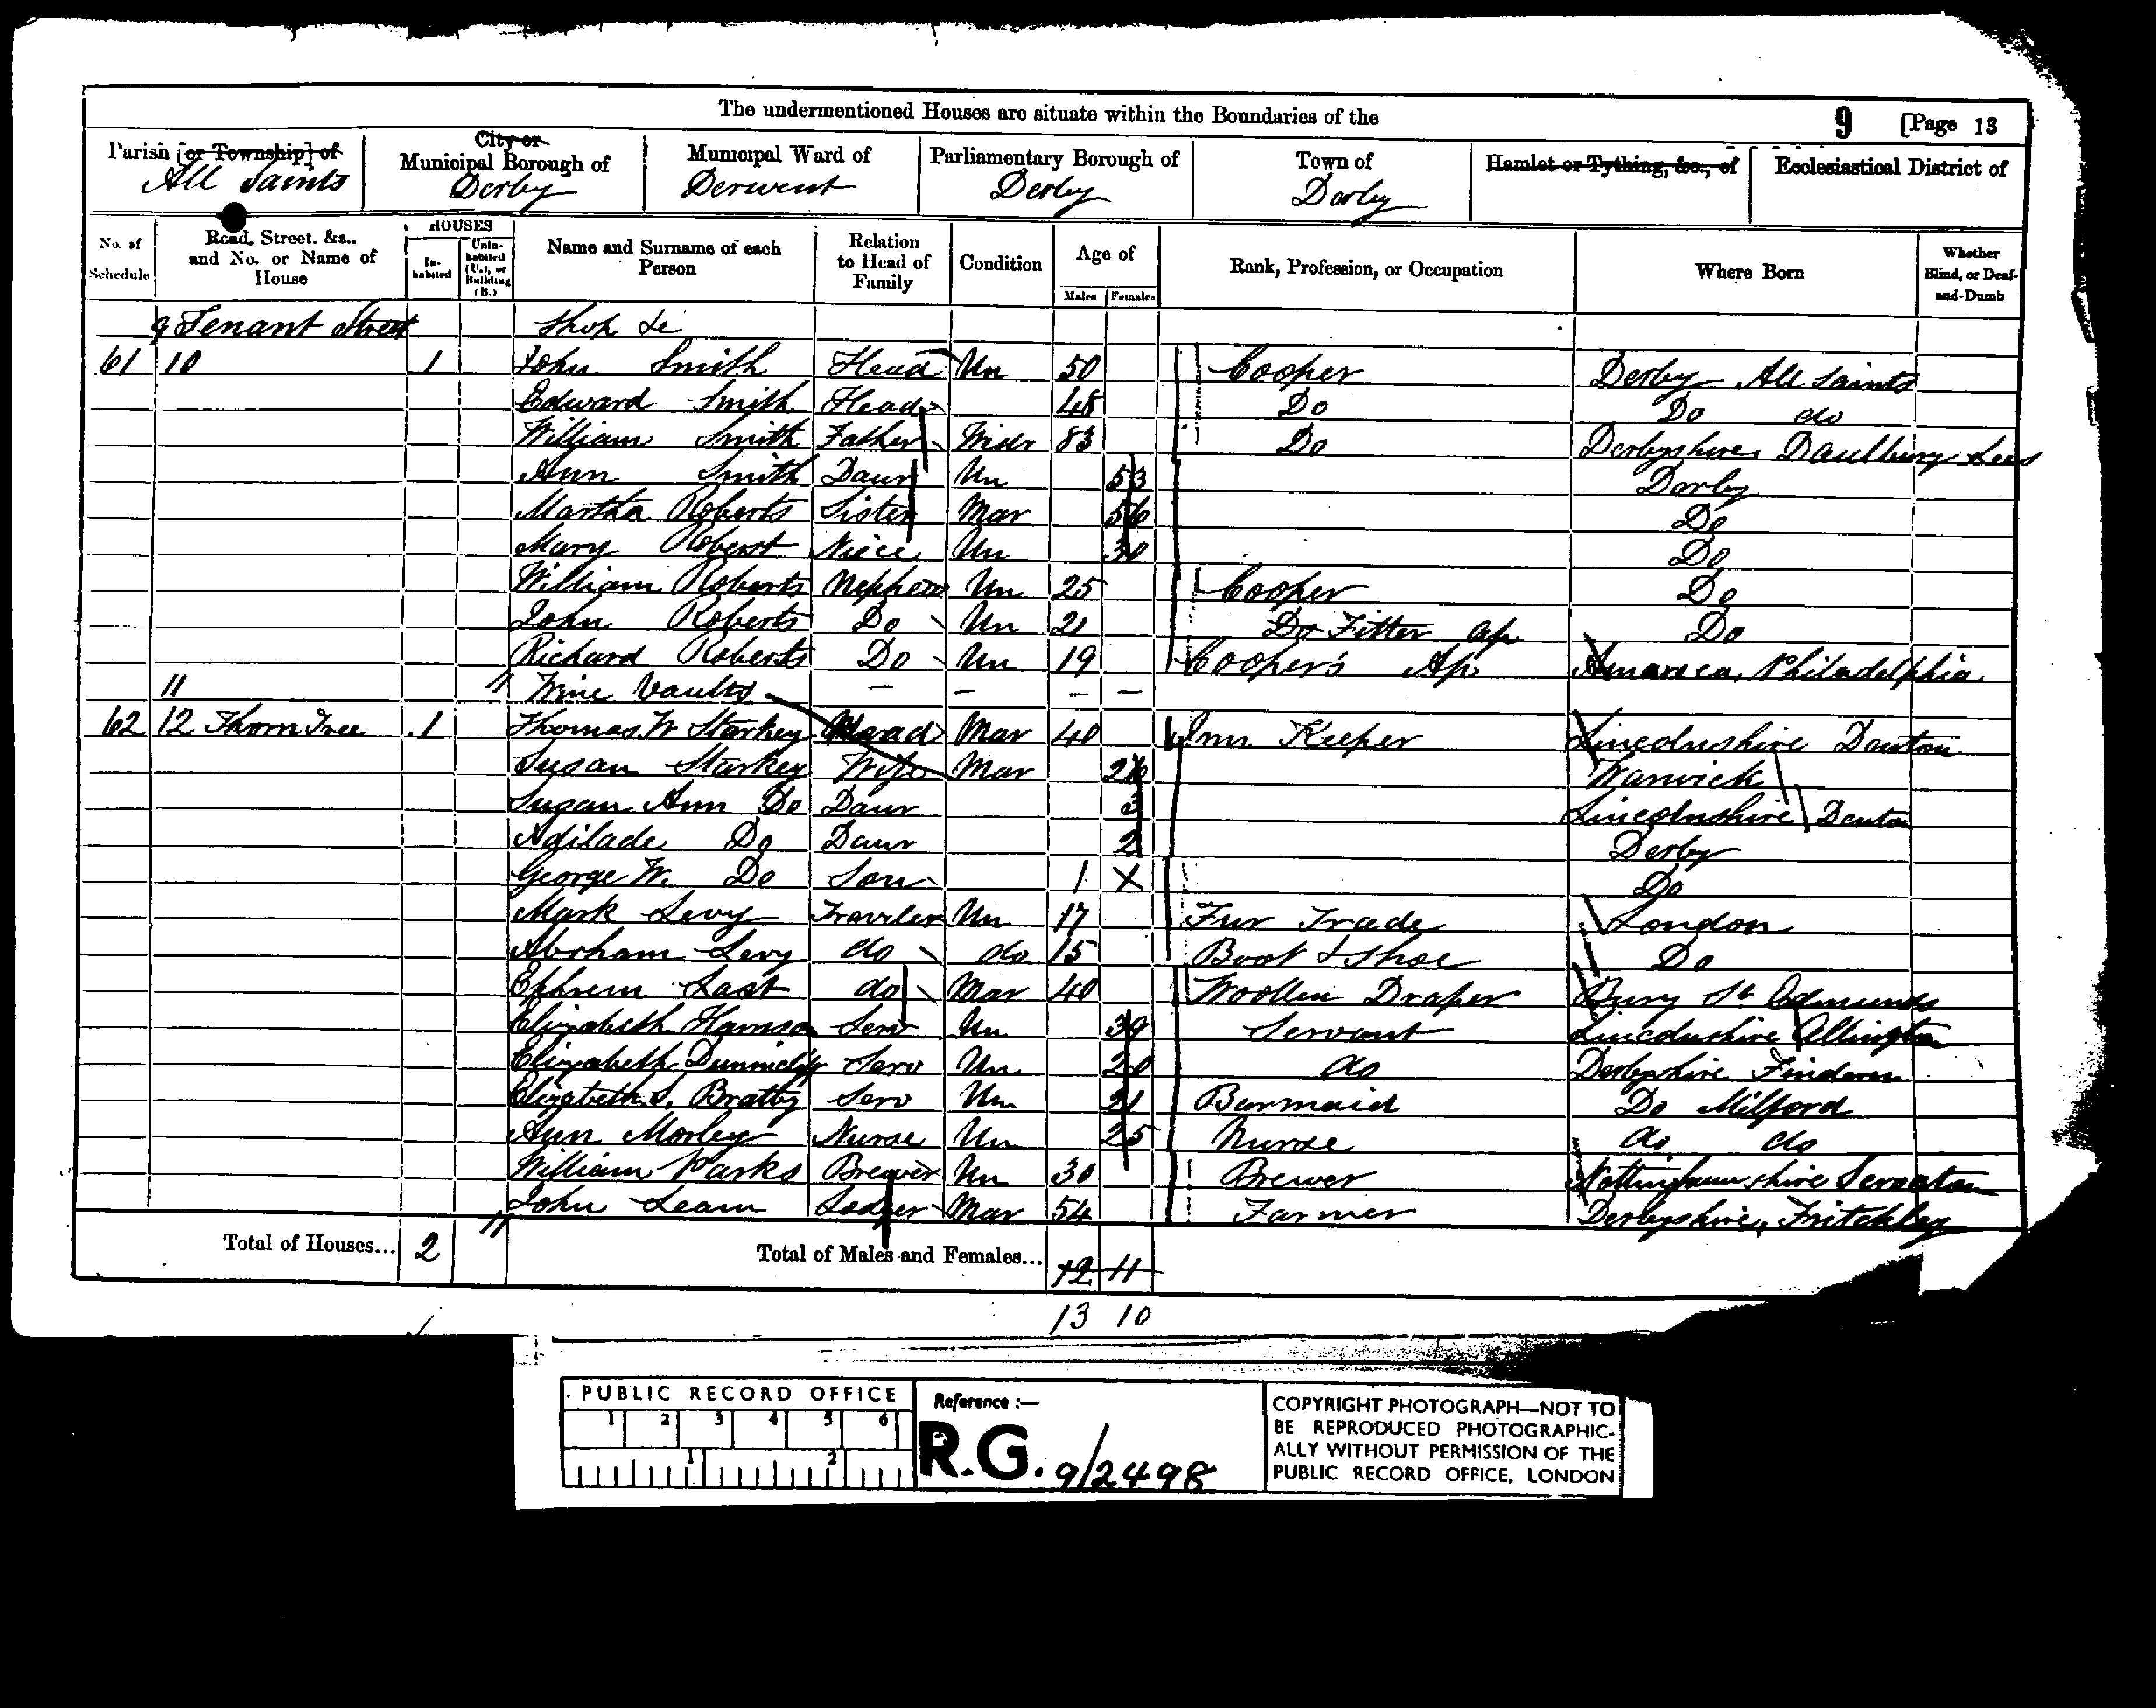 The undermentioned Houses are situate within the Boundaries of the 9 [Page 13
Parish [or Township] of City or Municipal Borough of Municipal Ward of Parliamentary Borough of Town of Hamlet or Tything, &c., of Ecclesiastical District of
All Saints Derby Derwent Derby Derby
No. of Schedule Road, Street, &c., and No. or Name of House HOUSES Inhabited Uninhabited (U.), or Building (B.) Name and Surname of each Person Relation to Head of Family Condition Age of Males Females Rank, Profession, or Occupation Where Born Whether Blind, or Deaf-and-Dumb
9 Tenant Street Shop
61 10 1 John Smith Head Un 50 Cooper Derby All Saints
Edward Smith Head 48 Do Do do
William Smith Father Widr 83 Do Derbyshire, Daulbury Lees
Ann Smith Daur Un 53 Derby
Martha Roberts Sister Mar 56 Do
Mary Robert Niece Un 30 Do
William Roberts Nephew Un 25 Cooper Do
John Roberts Do Un 21 Do Fitter Ap Do
Richard Roberts Do Un 19 Cooper's Ap. Philadelphia
11 Wine Vaults — — — —
62 12 Thorn Tree 1 Thomas W Starkey Head Mar 40 Inn Keeper Lincolnshire Denton
Susan Starkey Wife Mar 26 Warwick
Susan Ann Do Daur 3 Lincolnshire Denton
Adilade Do Daur 2 Derby
George W. Do Son 1 X Do
Mark Levy Traveler Un 17 Fur Trade London
Abrham Levy do do 15 Boot & Shoe Do
Ephrem Last do Mar 40 Woollen Draper Bury St Edmunds
Elizabeth Serv Un 39 Servant Lincolnshire Allington
Elizabeth Serv Un 20 do Derbyshire Findern
Elizabeth S. Bratby Serv Un 21 Barmaid Do Milford
Ann Morley Nurse Un 25 Nurse do do
William Parks Brewer Un 30 Brewer Nottinghamshire
John Leam Lodger Mar 54 Farmer Derbyshire, Fritchley
Total of Houses... 2 Total of Males and Females... 12 11
13 10
PUBLIC RECORD OFFICE
1 2 3 4 5 6
1 2
Reference :—
R.G. 9/2498
COPYRIGHT PHOTOGRAPH—NOT TO
BE REPRODUCED PHOTOGRAPHIC-
ALLY WITHOUT PERMISSION OF THE
PUBLIC RECORD OFFICE, LONDON